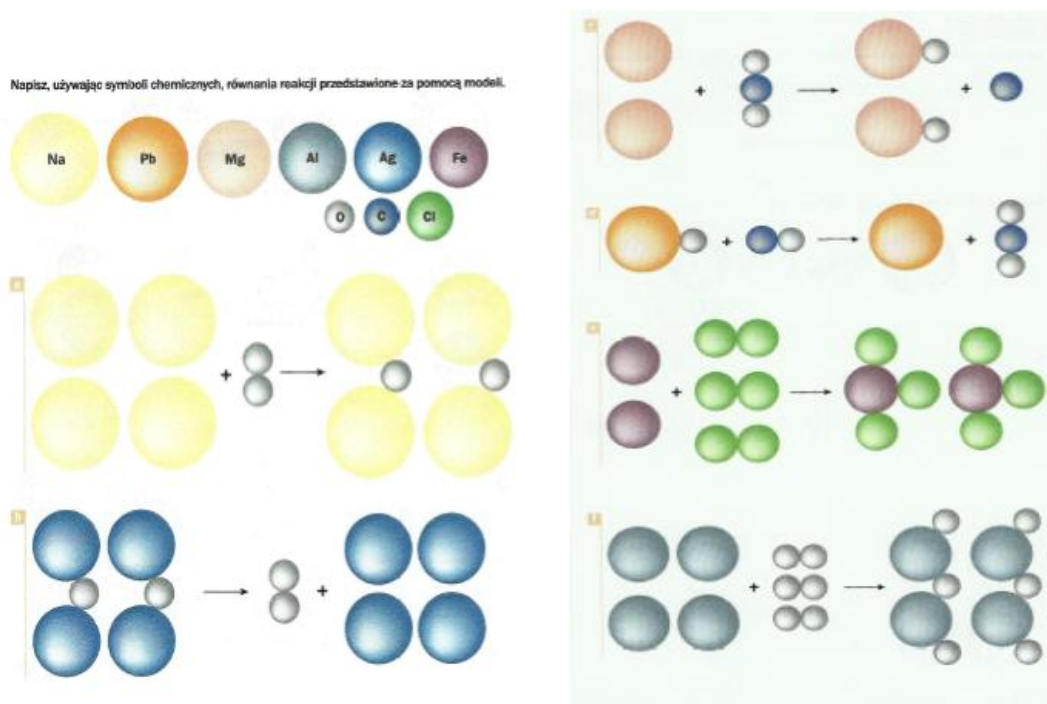 Napisz, używając symboli chemicznych, równania reakcji przedstawione za pomocą modeli.
Na Pb Mg Al Ag Fe
O C Cl
a
+
b
+
c
+ +
d
+ +
e
+
f
+